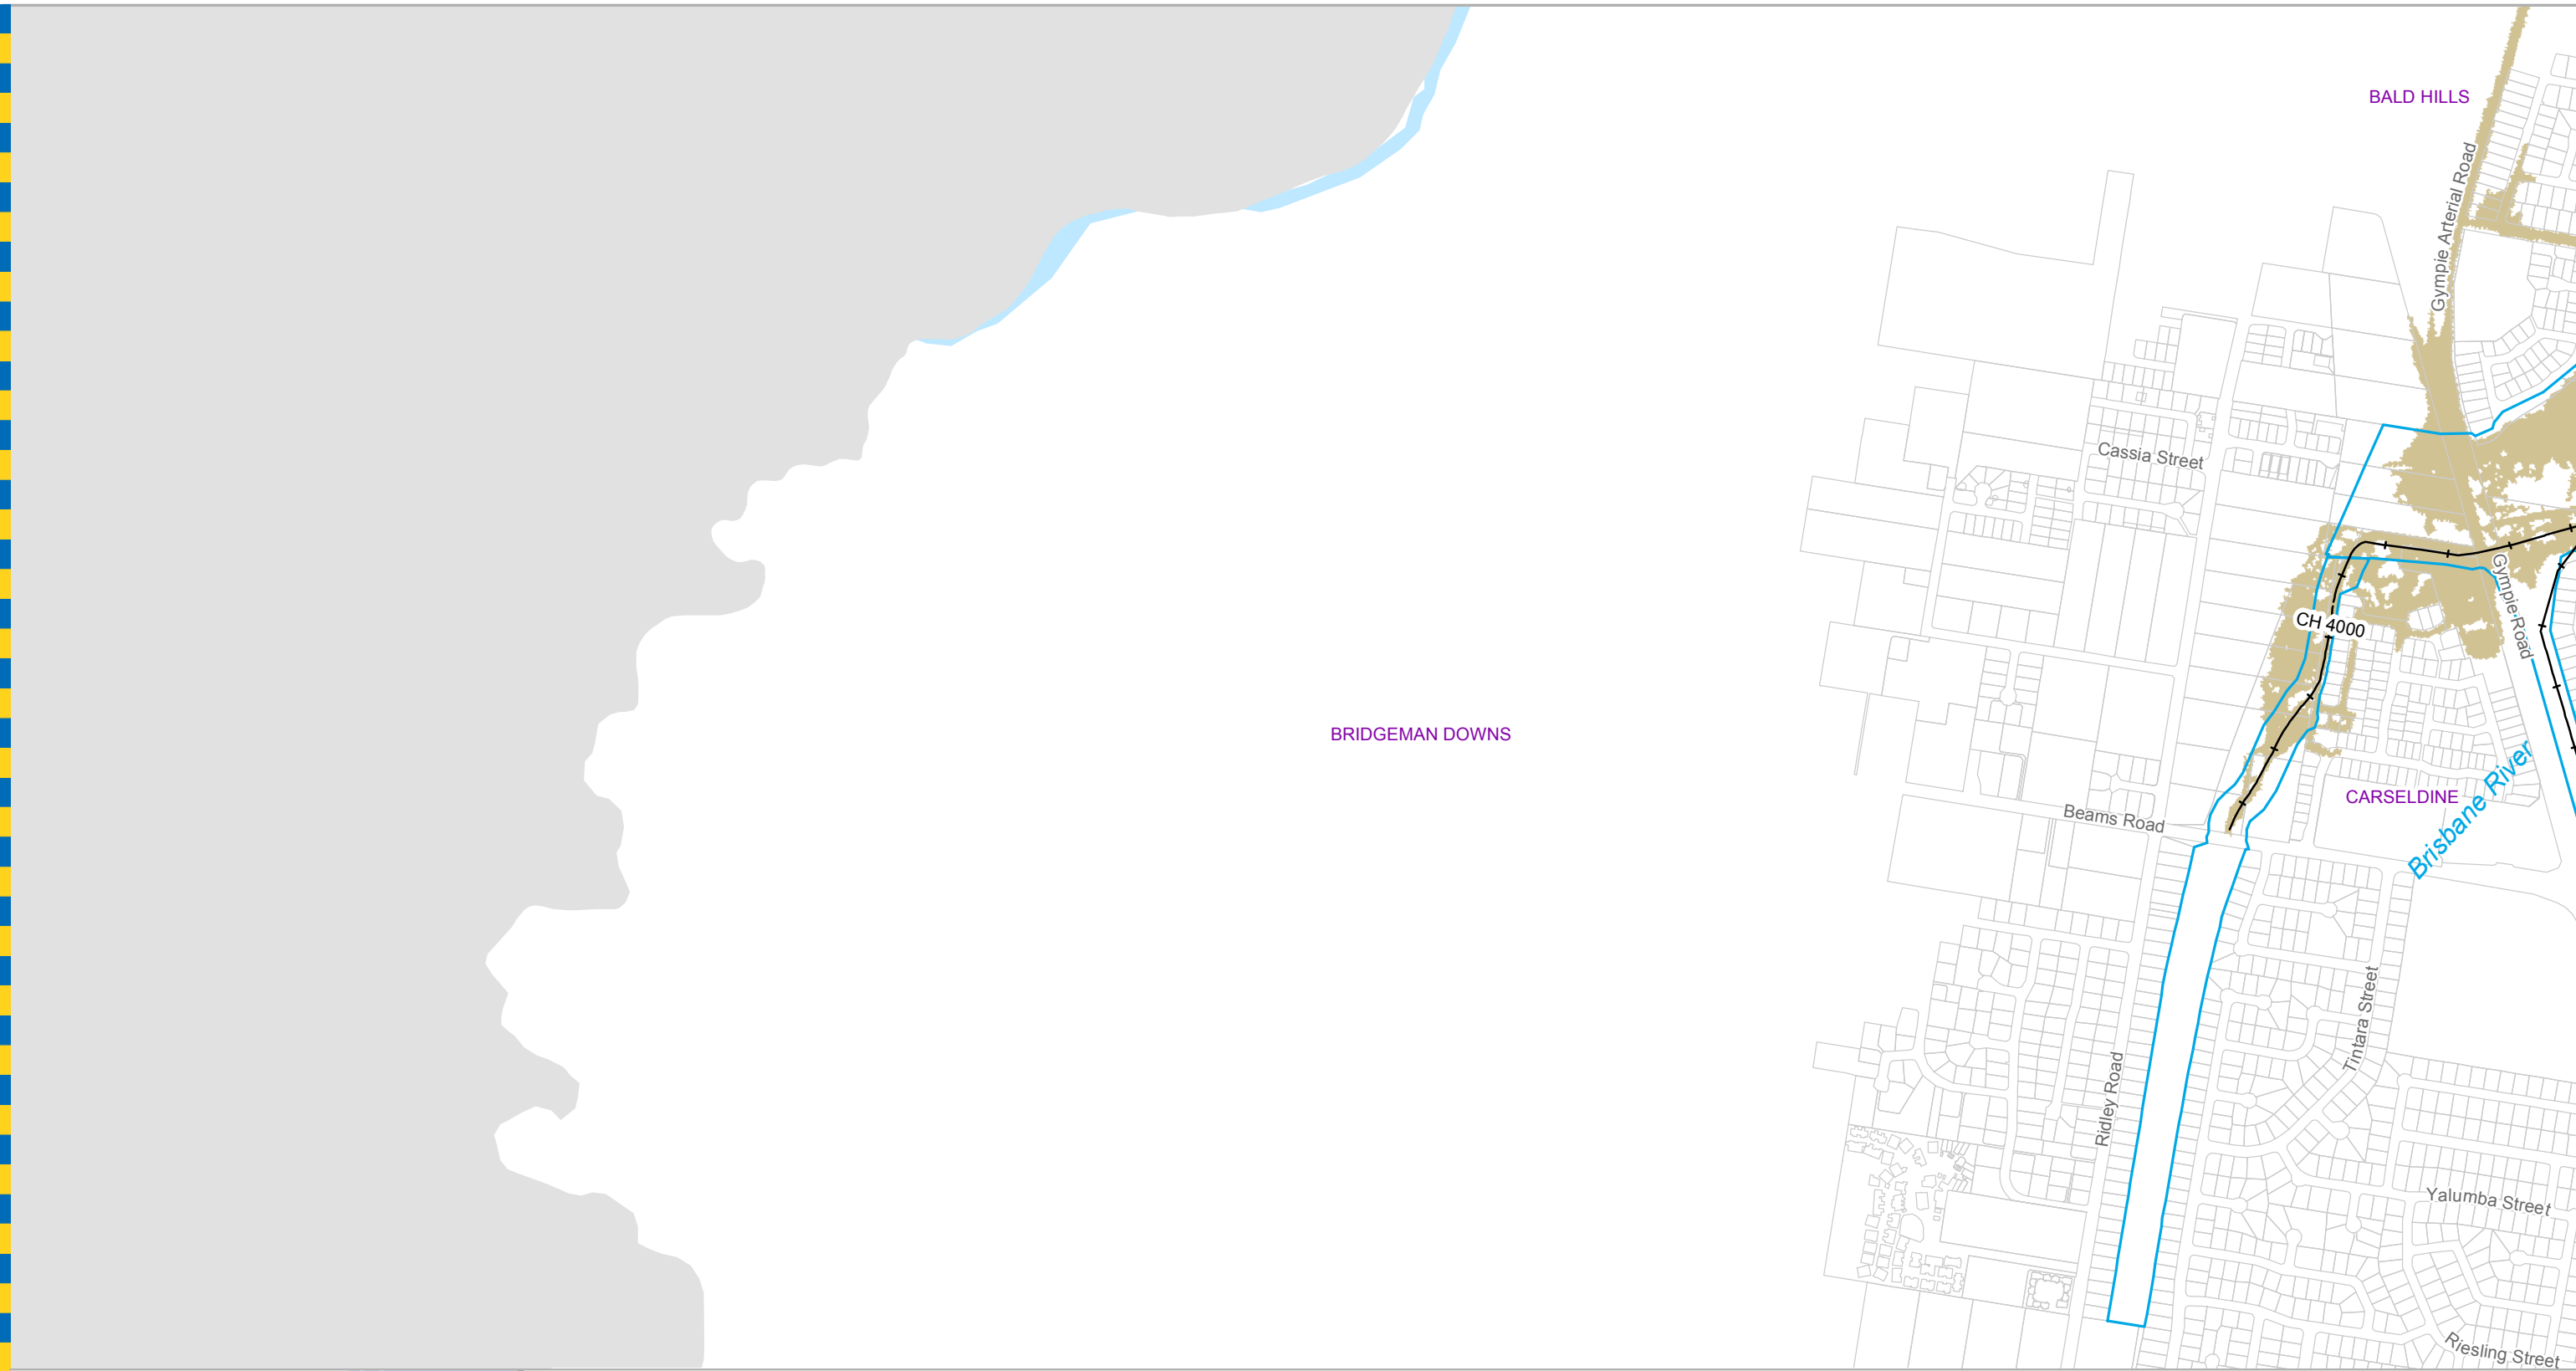 BALD HILLS
Gympie Arterial Road
Cassia Street
Gympie Road
CH 4000
BRIDGEMAN DOWNS
Brisbane River
CARSELDINE
Beams Road
Tintara Street
Ridley Road
Yalumba Street
Riesling Street